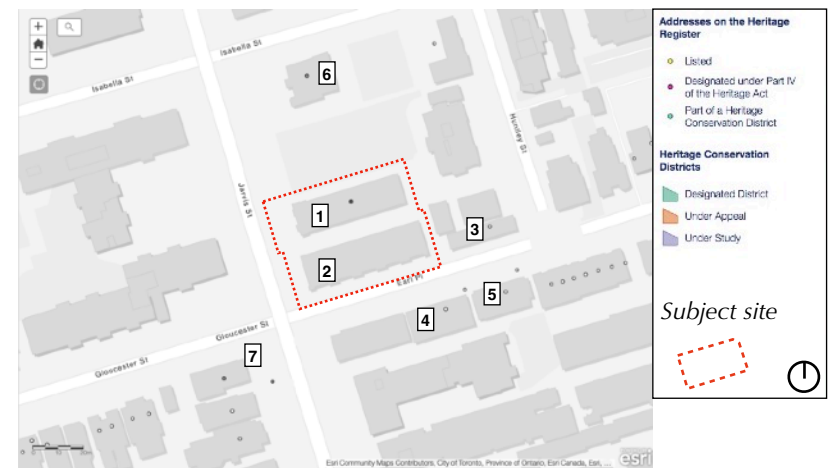 +
−
Isabella St
Isabella St
6
Huntley St
Jarvis St
1
3
2
Earl Pl
5
4
Gloucester St
7
Gloucester St
Esri Community Maps Contributors, City of Toronto, Province of Ontario, Esri Canada, Esri, ...
esri
Addresses on the Heritage
Register
Listed
Designated under Part IV
of the Heritage Act
Part of a Heritage
Conservation District
Heritage Conservation
Districts
Designated District
Under Appeal
Under Study
Subject site